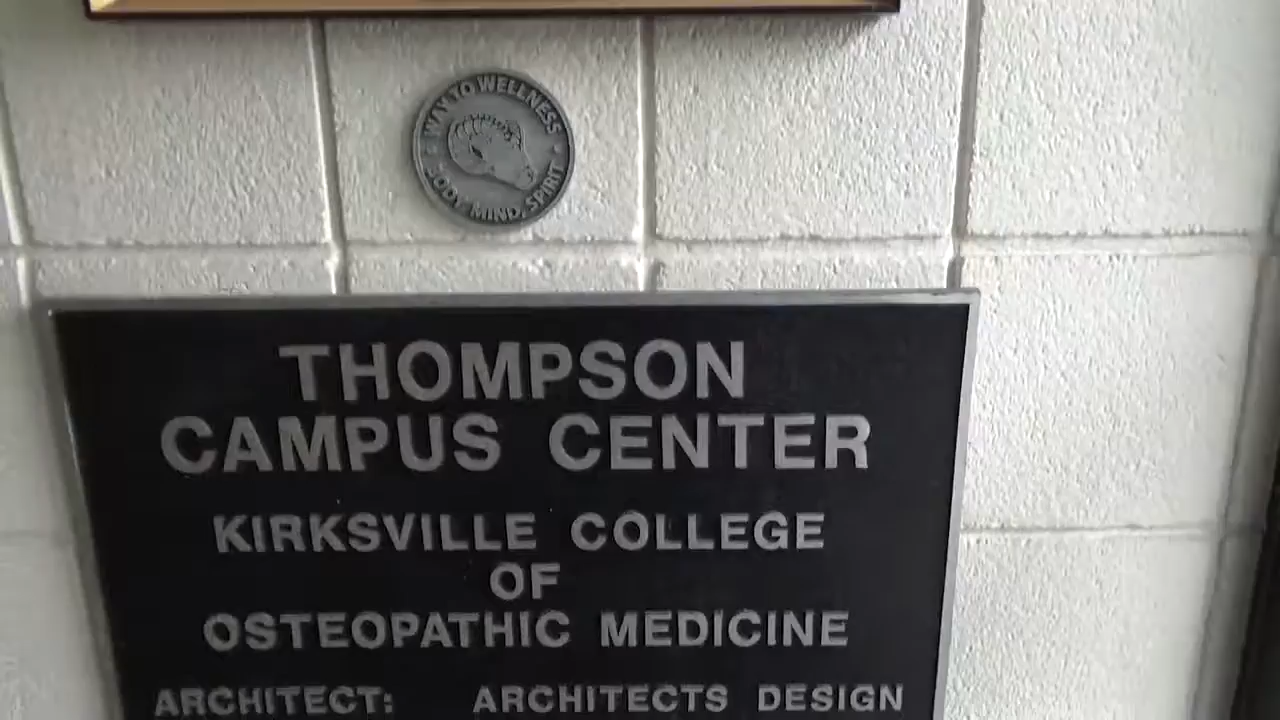 WAY TO WELLNESS
BODY MIND, SPIRIT
THOMPSON
CAMPUS CENTER
KIRKSVILLE COLLEGE
OF
OSTEOPATHIC MEDICINE
ARCHITECT: ARCHITECTS DESIGN